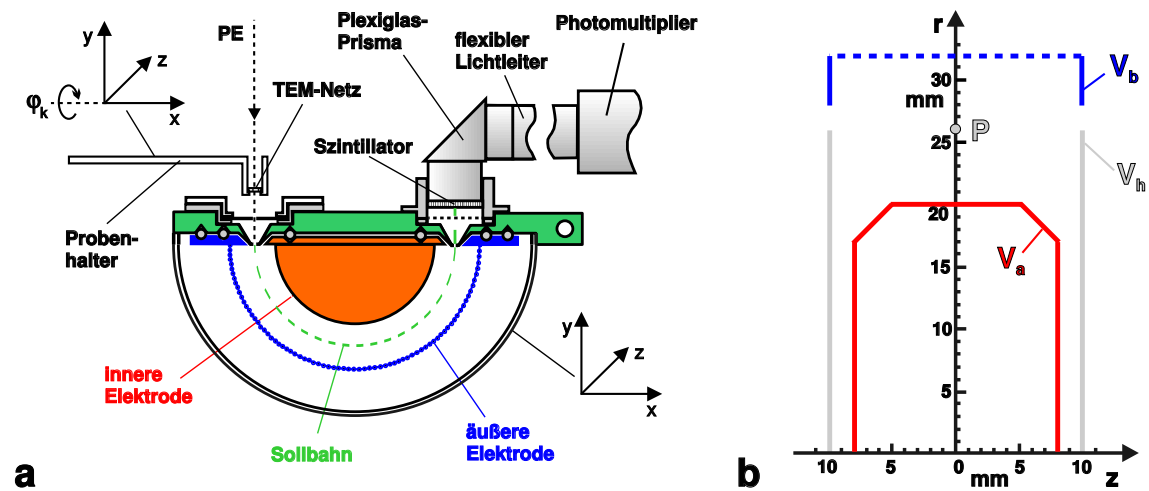 y
z
x
φk
PE
TEM-Netz
Plexiglas-
Prisma
flexibler
Lichtleiter
Photomultiplier
Szintillator
Proben-
halter
innere
Elektrode
Sollbahn
äußere
Elektrode
y
z
x
a
r
30
mm
25
20
15
10
5
Vb
P
Vh
Va
10
5
0
mm
5
10
z
b